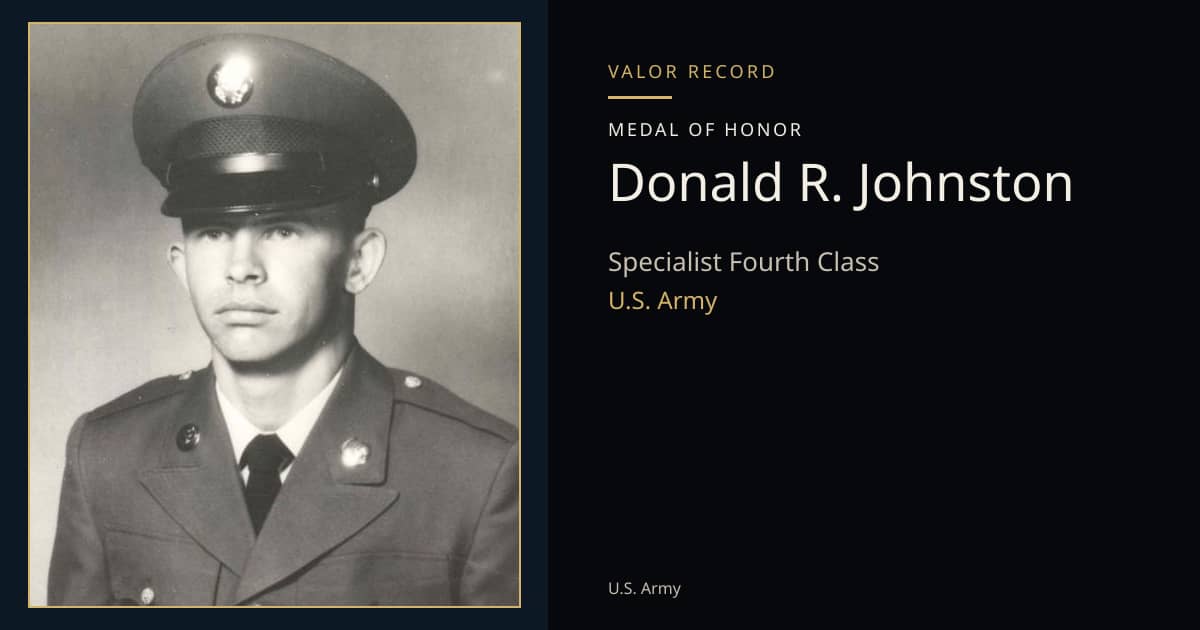 VALOR RECORD
MEDAL OF HONOR
Donald R. Johnston
Specialist Fourth Class
U.S. Army
U.S. Army